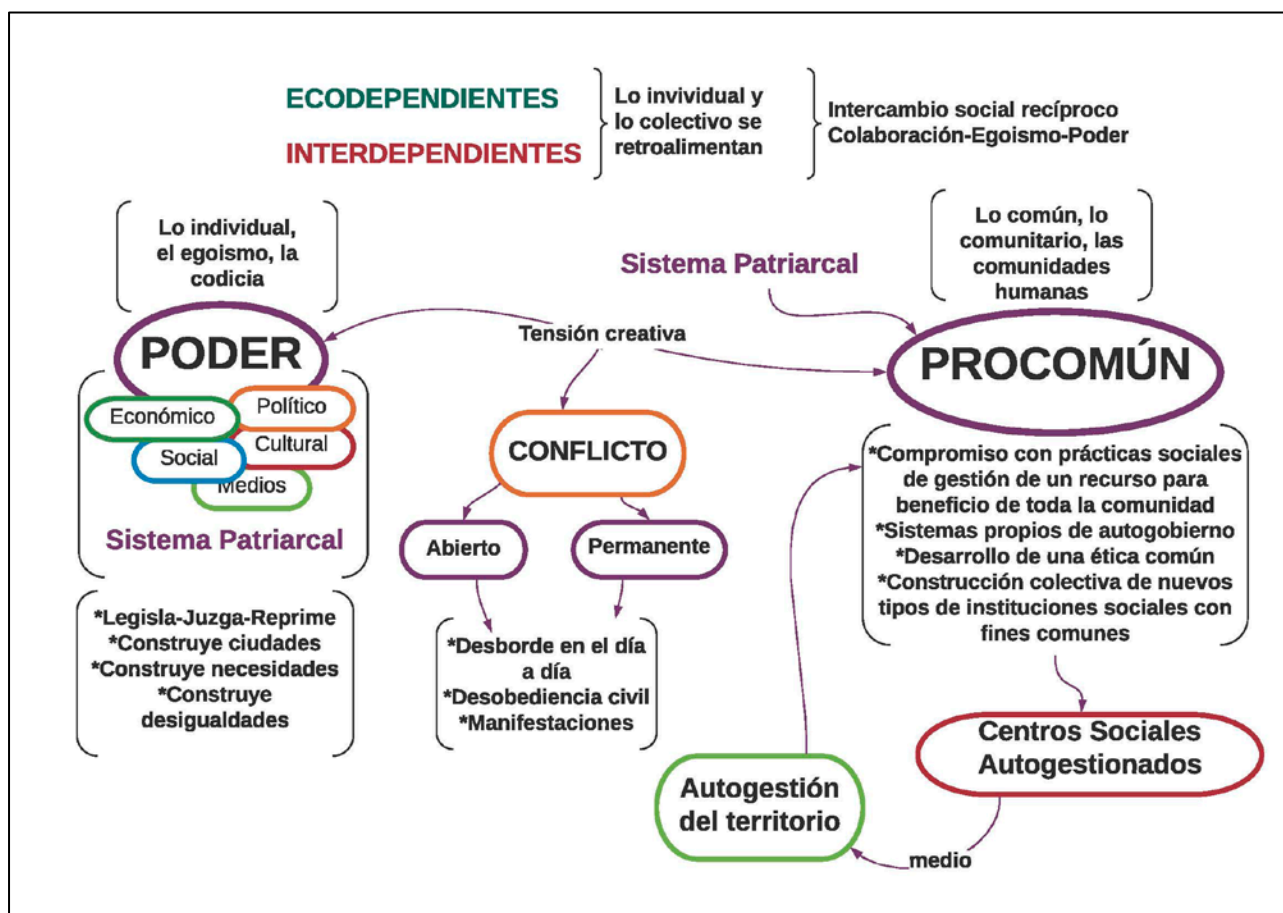 ECODEPENDIENTES
INTERDEPENDIENTES
Lo invividual y
lo colectivo se
retroalimentan
Intercambio social recíproco
Colaboración-Egoismo-Poder
Lo individual,
el egoismo, la
codicia
PODER
Económico
Político
Social
Cultural
Medios
Sistema Patriarcal
*Legisla-Juzga-Reprime
*Construye ciudades
*Construye necesidades
*Construye
desigualdades
Tensión creativa
CONFLICTO
Abierto
Permanente
*Desborde en el día
a día
*Desobediencia civil
*Manifestaciones
Sistema Patriarcal
Lo común, lo
comunitario, las
comunidades
humanas
PROCOMÚN
*Compromiso con prácticas sociales
de gestión de un recurso para
beneficio de toda la comunidad
*Sistemas propios de autogobierno
*Desarrollo de una ética común
*Construcción colectiva de nuevos
tipos de instituciones sociales con
fines comunes
Centros Sociales
Autogestionados
medio
Autogestión
del territorio